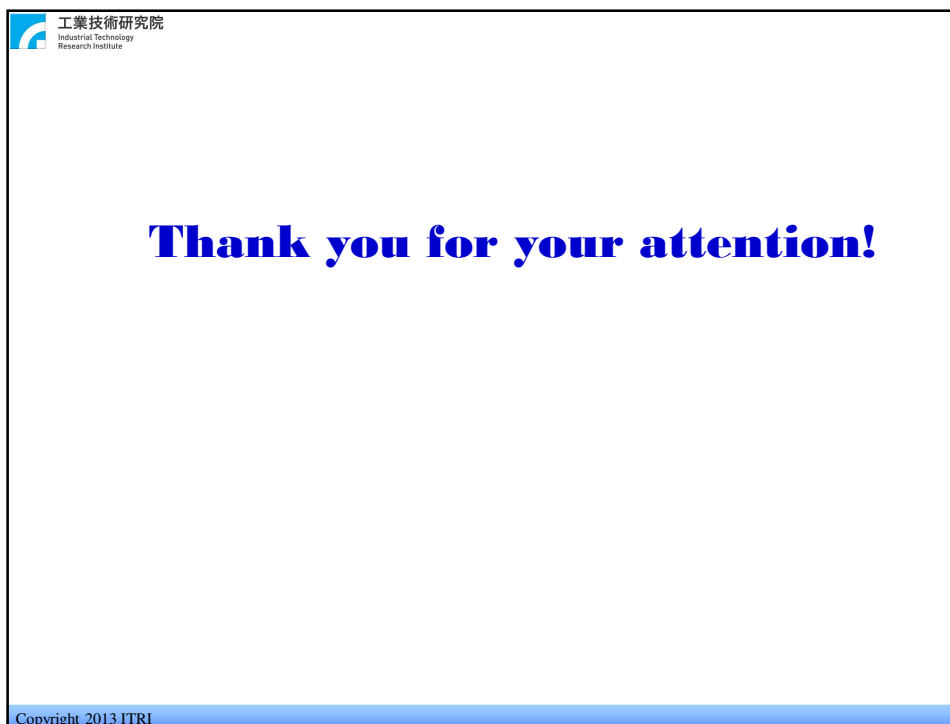 工業技術研究院
Industrial Technology
Research Institute
Thank you for your attention!
Copyright 2013 ITRI